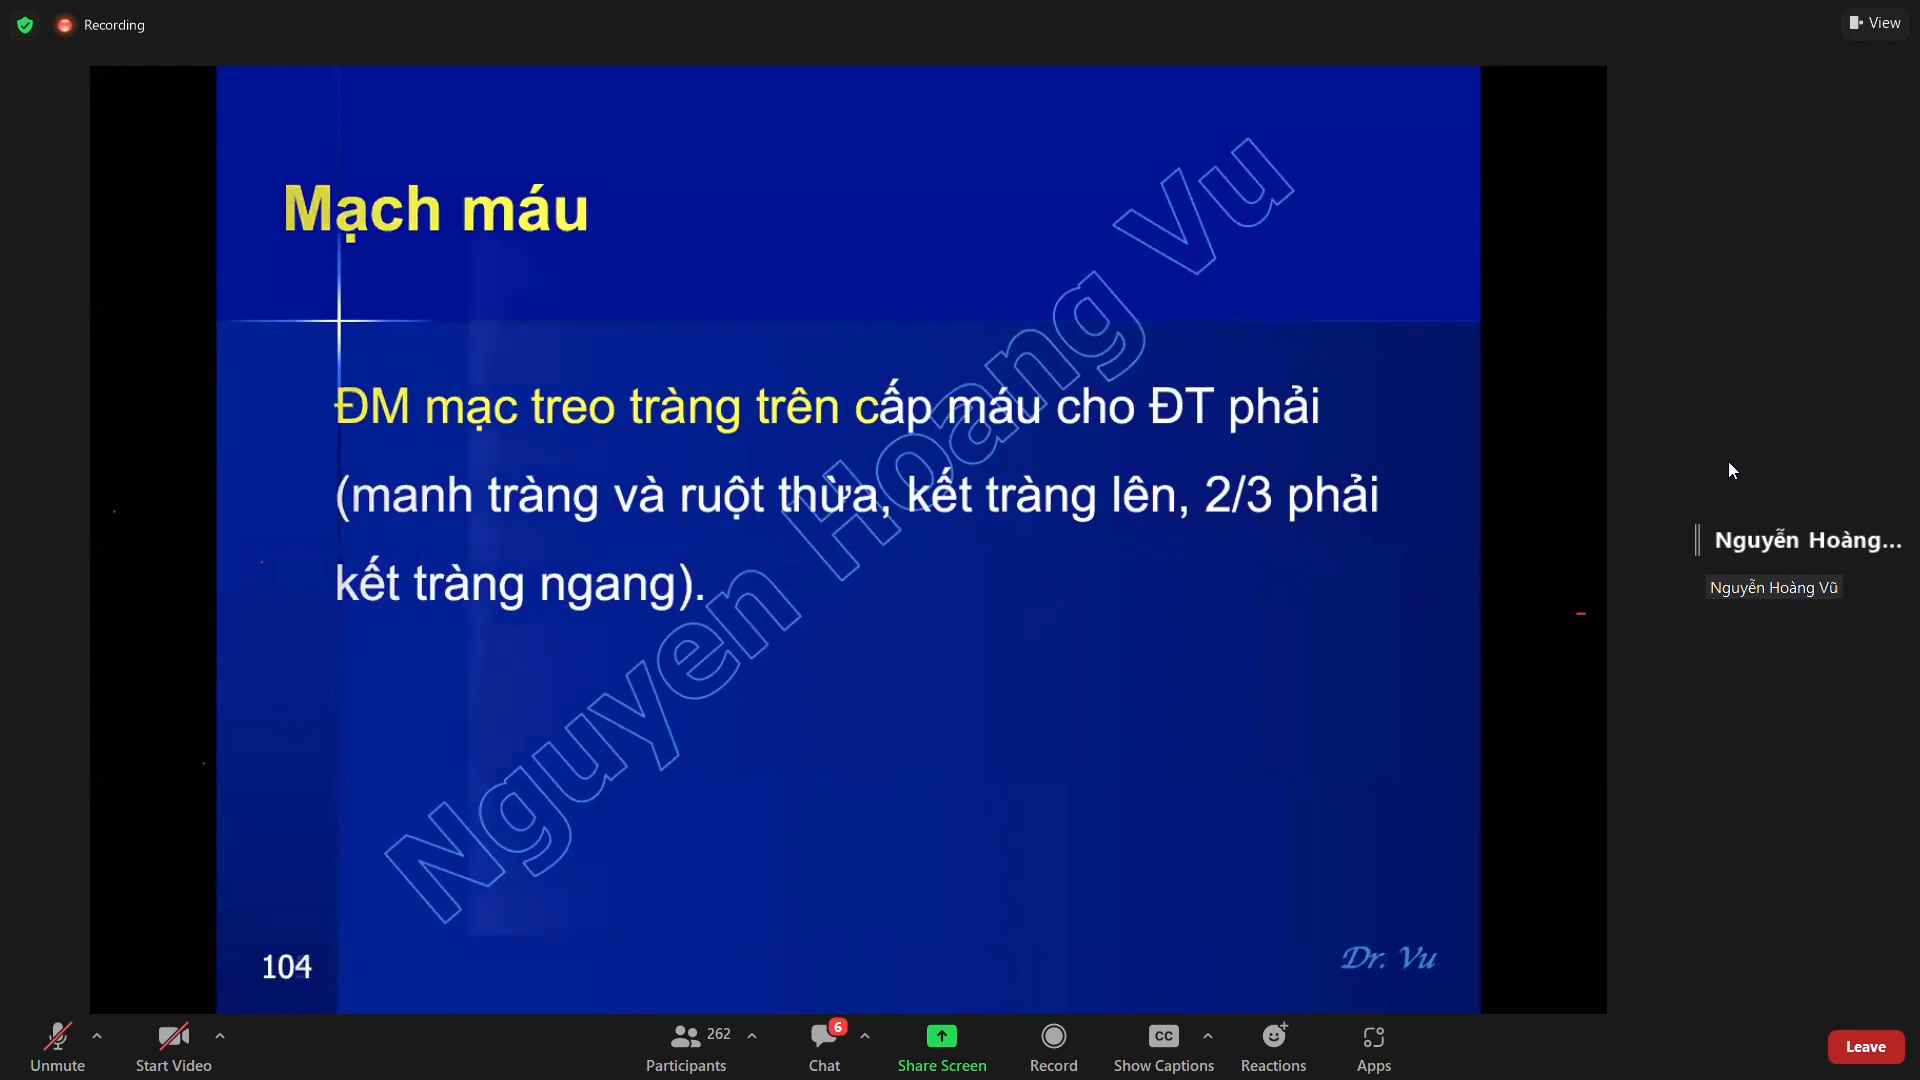 Recording
View
Mạch máu
ĐM mạc treo tràng trên cấp máu cho ĐT phải
(manh tràng và ruột thừa, kết tràng lên, 2/3 phải
kết tràng ngang).
Nguyen Hoang Vu
104
Dr. Vu
Nguyễn Hoàng...
Nguyễn Hoàng Vũ
Unmute
Start Video
262
Participants
6
Chat
Share Screen
Record
CC
Show Captions
Reactions
Apps
Leave